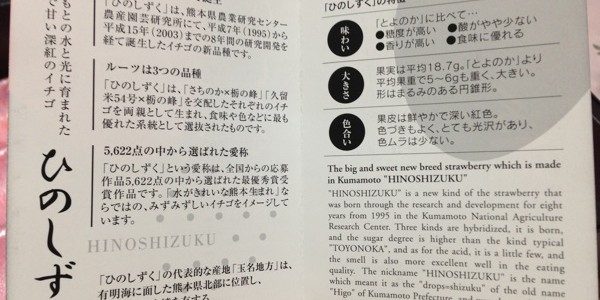 もとの水と光に育まれた
で甘い深紅のイチゴ
ひのしず
「ひのしずく」は、熊本県農業研究センター
農産園芸研究所にて、平成7年(1995)から
平成15年(2003)までの8年間の研究開発を
経て誕生したイチゴの新品種です。
ルーツは3つの品種
「ひのしずく」は、「さちのか×栃の峰」「久留
米54号×栃の峰」を交配したそれぞれのイチ
ゴを両親として生まれ、食味や色などに最も
優れた系統として選抜されたものです。
5,622点の中から選ばれた愛称
「ひのしずく」という愛称は、全国からの応募
作品5,622点の中から選ばれた最優秀受
賞作品です。「水がきれいな熊本生まれ」な
らではの、みずみずしいイチゴをイメージして
います。
HINOSHIZUKU
「ひのしずく」の代表的な産地「玉名地方」は、
有明海に面した熊本県北部に位置し、
「ひのしずく」の特徴
味わい
「とよのか」に比べて…
●糖度が高い ●酸がやや少ない
●香りが高い ●食味に優れる
大きさ
果実は平均18.7g。「とよのか」より
平均果重で5〜6gも重く、大きい。
形はまるみのある円錐形。
色合い
果皮は鮮やかで深い紅色。
色づきもよく、とても光沢があり、
色ムラは少ない。
The big and sweet new breed strawberry which is made
in Kumamoto "HINOSHIZUKU"
"HINOSHIZUKU" is a new kind of the strawberry that
was born through the research and development for eight
years from 1995 in the Kumamoto National Agriculture
Research Center. Three kinds are hybridized, it is born,
and the sugar degree is higher than the kind typical
"TOYONOKA", and as for the acid, it is a little few, and
the smell is also more excellent well in the eating
quality. The nickname "HINOSHIZUKU" is the name
which meant it as the "drops=shizuku" of the old name
"Higo" of Kumamoto Prefecture, and